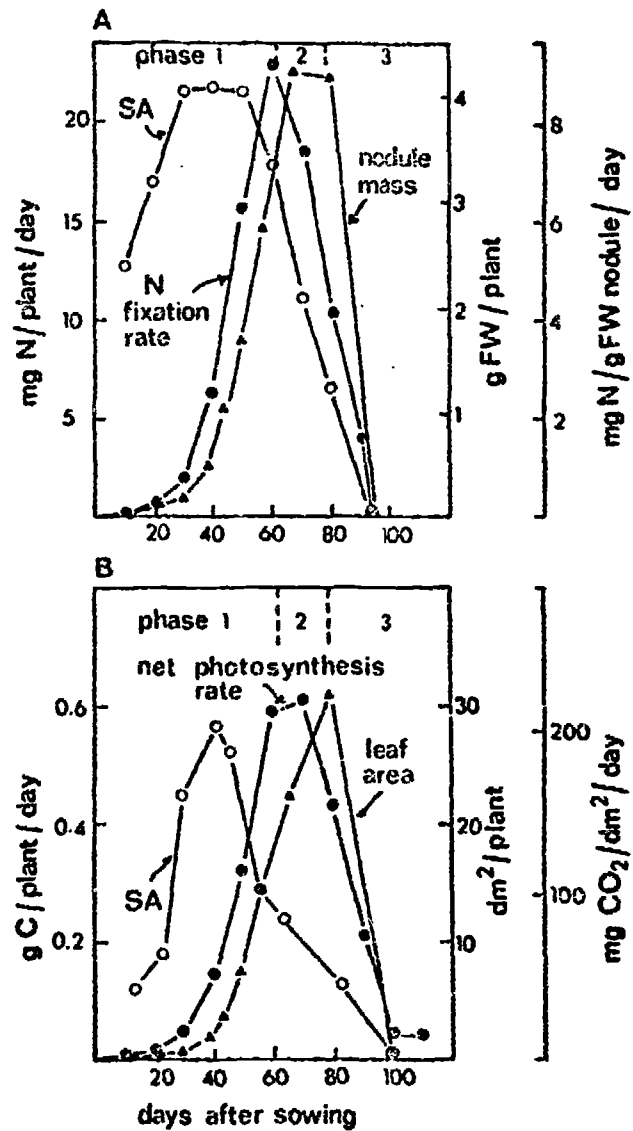 A
phase 1 2 3
SA
nodule
mass
N
fixation
rate
mg N/plant/day
20
15
10
5
g FW/plant
4
3
2
1
mg N/g FW nodule/day
8
6
4
2
20 40 60 80 100
B
phase 1 2 3
net photosynthesis
rate
leaf
area
SA
g C/plant/day
0.6
0.4
0.2
dm²/plant
30
20
10
mg CO₂/dm²/day
200
100
20 40 60 80 100
days after sowing